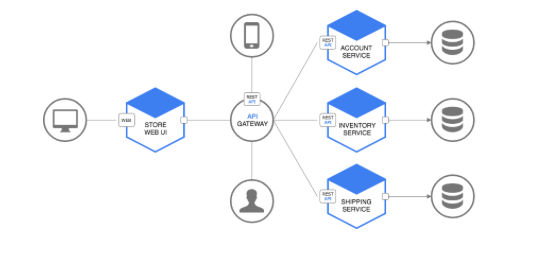 REST
API
ACCOUNT
SERVICE
REST
API
WEB
STORE
WEB UI
API
GATEWAY
REST
API
INVENTORY
SERVICE
REST
API
SHIPPING
SERVICE